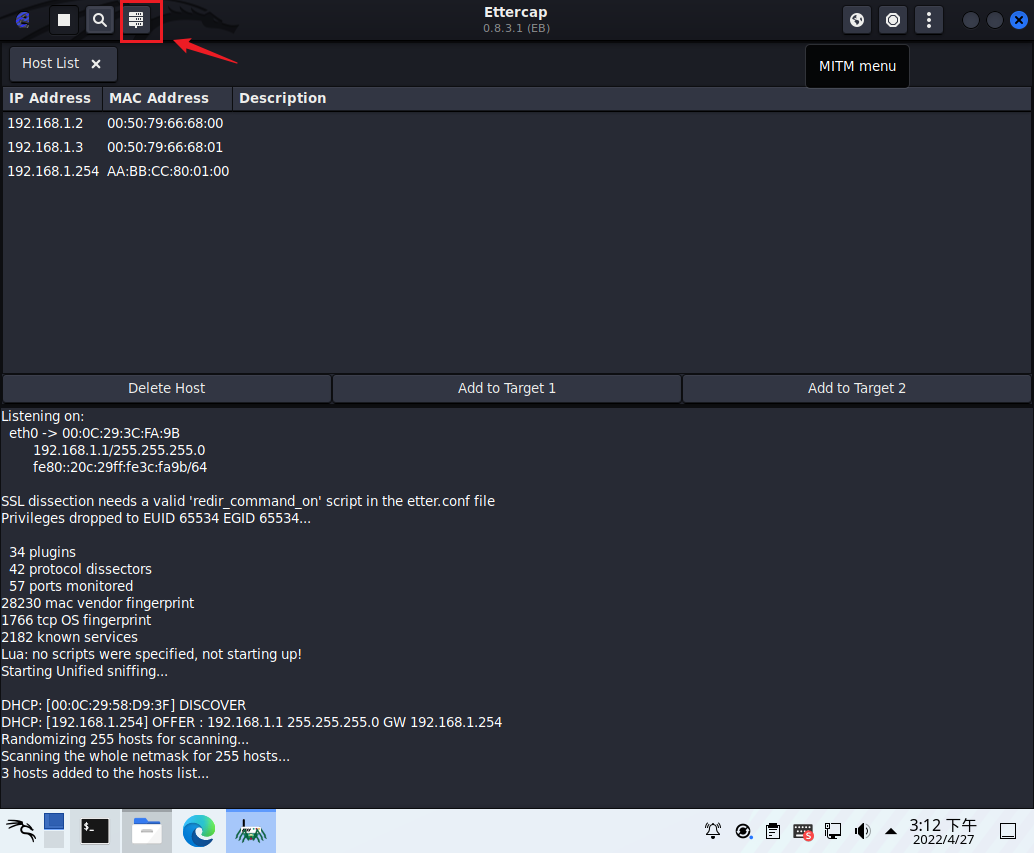 Ettercap
0.8.3.1 (EB)
Host List
MITM menu
IP Address MAC Address Description
192.168.1.2 00:50:79:66:68:00
192.168.1.3 00:50:79:66:68:01
192.168.1.254 AA:BB:CC:80:01:00
Delete Host Add to Target 1 Add to Target 2
Listening on:
eth0 -> 00:0C:29:3C:FA:9B
192.168.1.1/255.255.255.0
fe80::20c:29ff:fe3c:fa9b/64
SSL dissection needs a valid 'redir_command_on' script in the etter.conf file
Privileges dropped to EUID 65534 EGID 65534...
34 plugins
42 protocol dissectors
57 ports monitored
28230 mac vendor fingerprint
1766 tcp OS fingerprint
2182 known services
Lua: no scripts were specified, not starting up!
Starting Unified sniffing...
DHCP: [00:0C:29:58:D9:3F] DISCOVER
DHCP: [192.168.1.254] OFFER : 192.168.1.1 255.255.255.0 GW 192.168.1.254
Randomizing 255 hosts for scanning...
Scanning the whole netmask for 255 hosts...
3 hosts added to the hosts list...
3:12 下午
2022/4/27